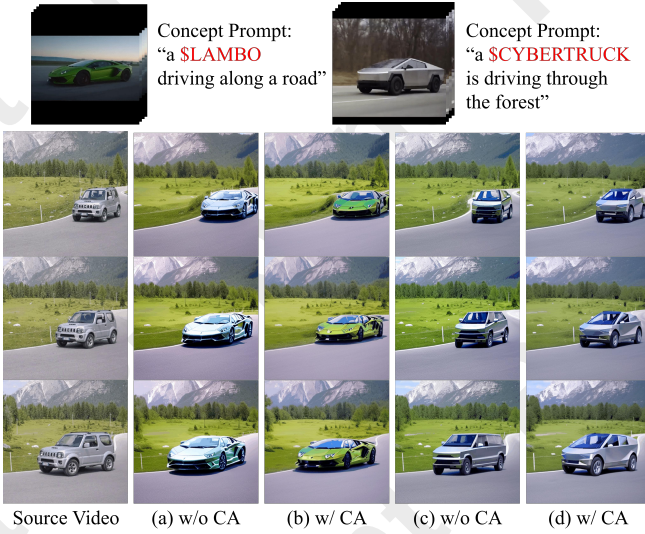 Concept Prompt:
“a $LAMBO
driving along a road”
Concept Prompt:
“a $CYBERTRUCK
is driving through
the forest”
Source Video
(a) w/o CA
(b) w/ CA
(c) w/o CA
(d) w/ CA